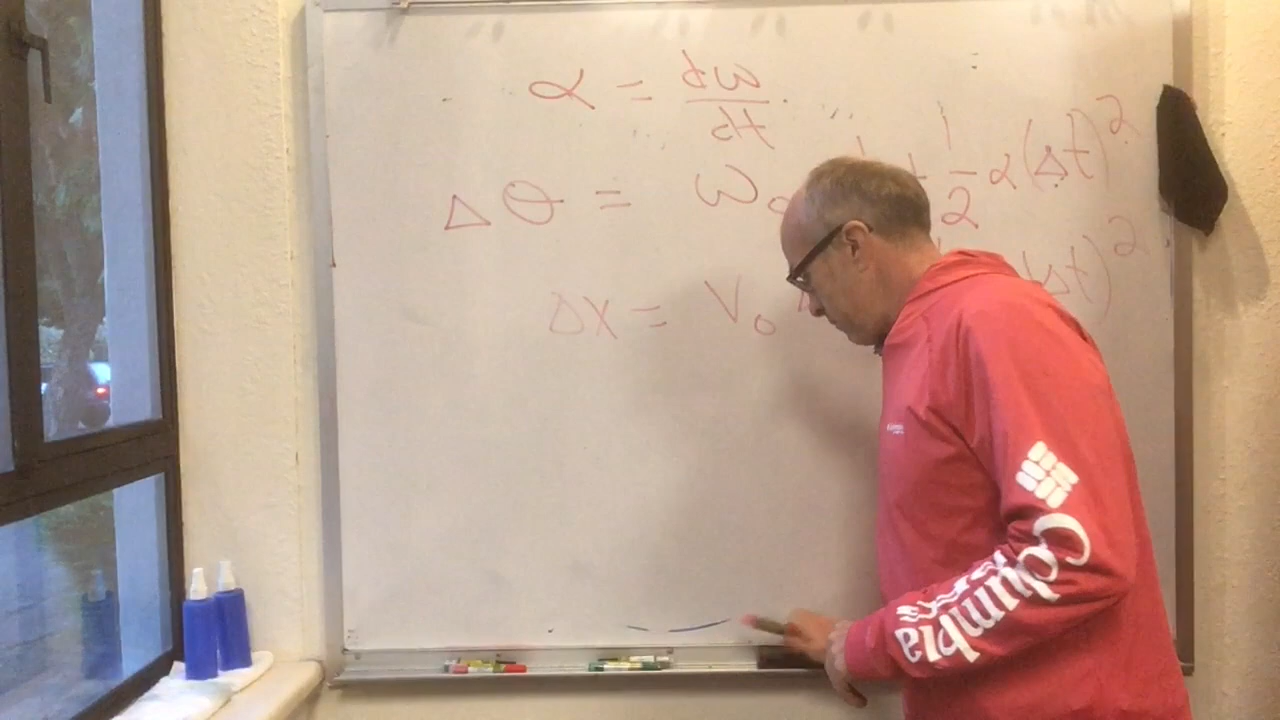 α = dω/dt
Δθ = ω₀ + 1/2 α(Δt)²
Δx = V₀ Δt)²
Columbia